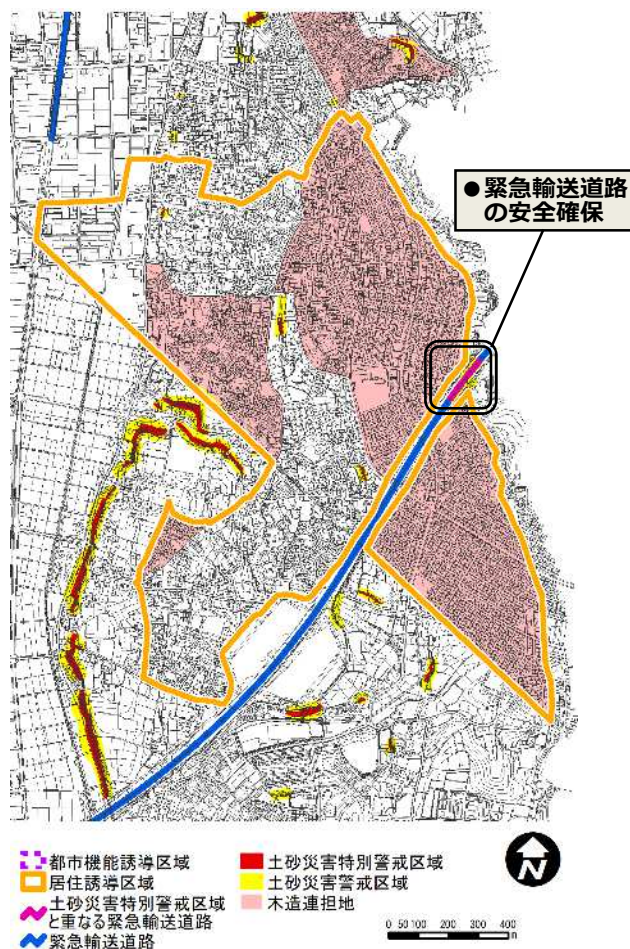 ●緊急輸送道路
の安全確保
都市機能誘導区域
居住誘導区域
土砂災害特別警戒区域
と重なる緊急輸送道路
緊急輸送道路
土砂災害特別警戒区域
土砂災害警戒区域
木造連担地
N
0 50 100 200 300 400
m